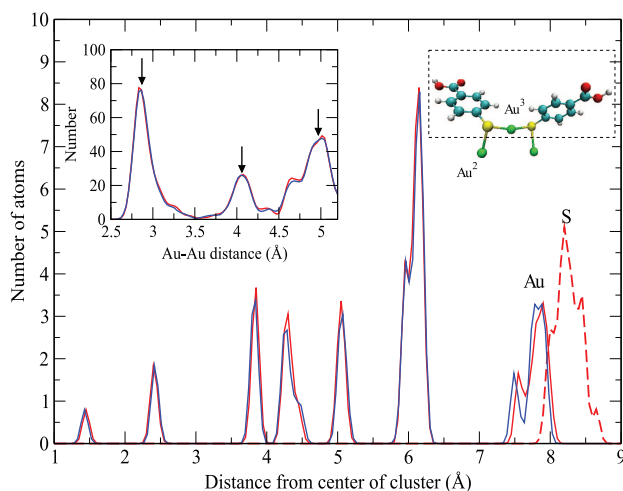 10
9
8
7
6
5
4
3
2
1
0
Number of atoms
1 2 3 4 5 6 7 8 9
Distance from center of cluster (Å)
100
80
60
40
20
0
Number
2.5 3 3.5 4 4.5 5
Au-Au distance (Å)
Au³
Au²
S
Au